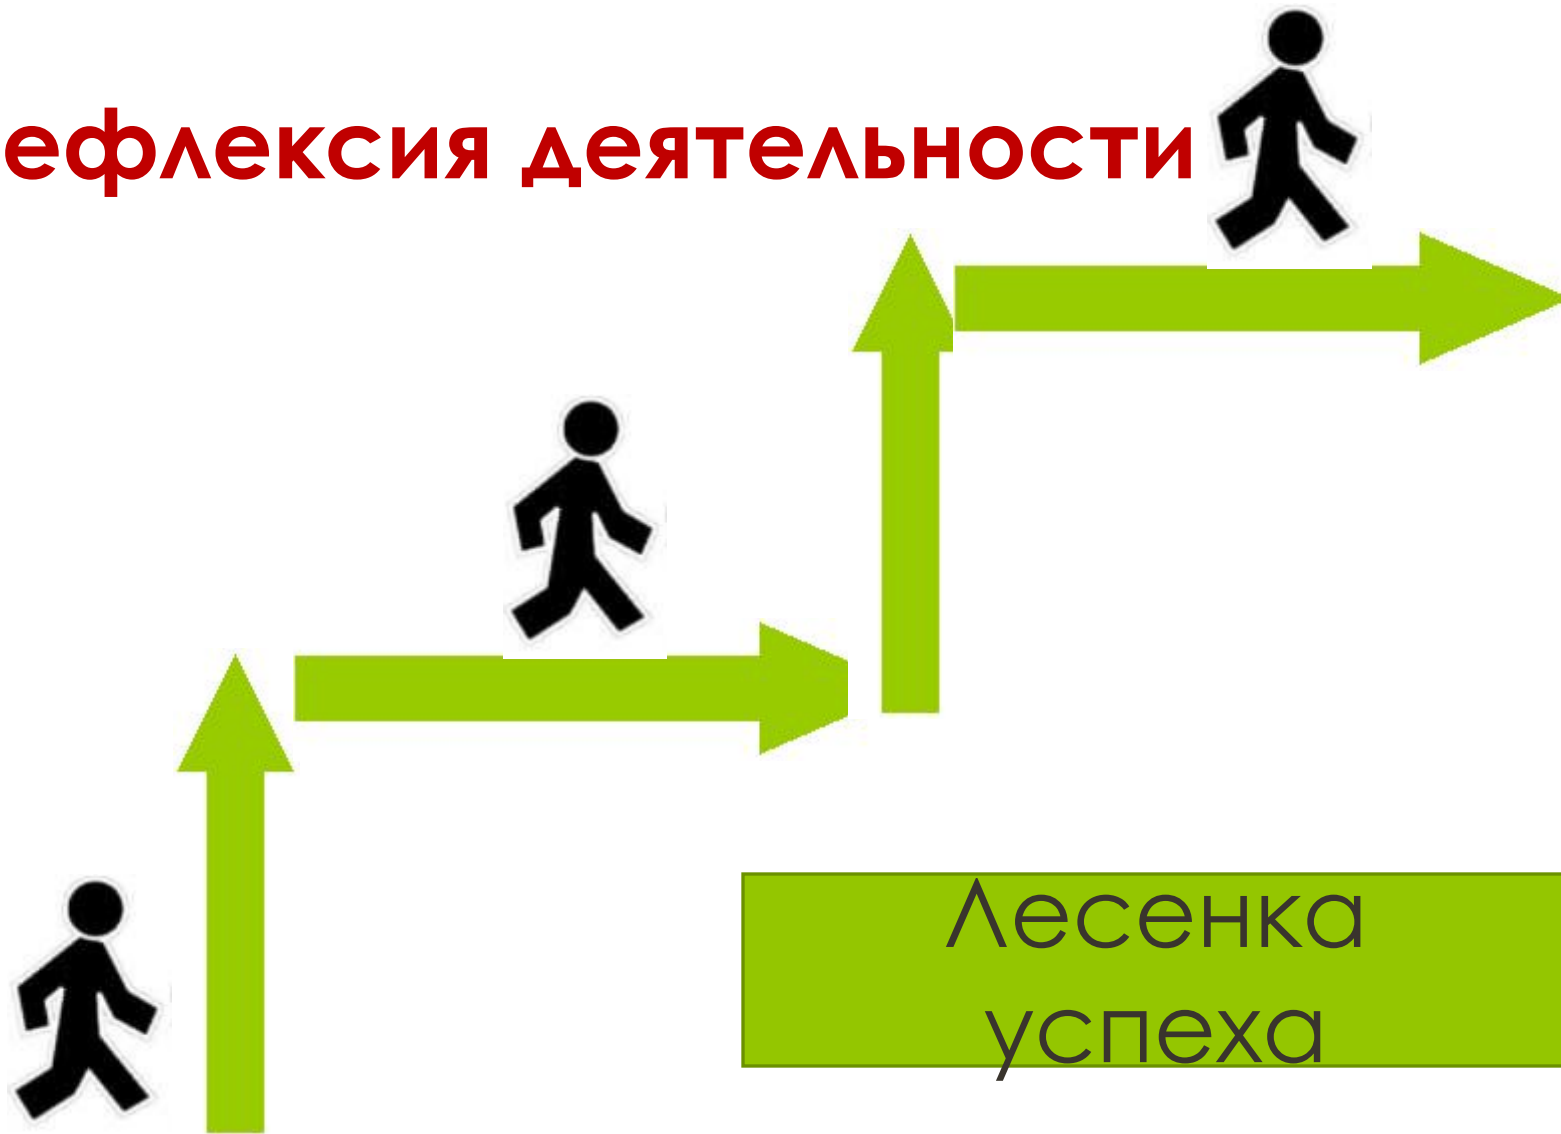 ефлексия деятельности
Лесенка
успеха